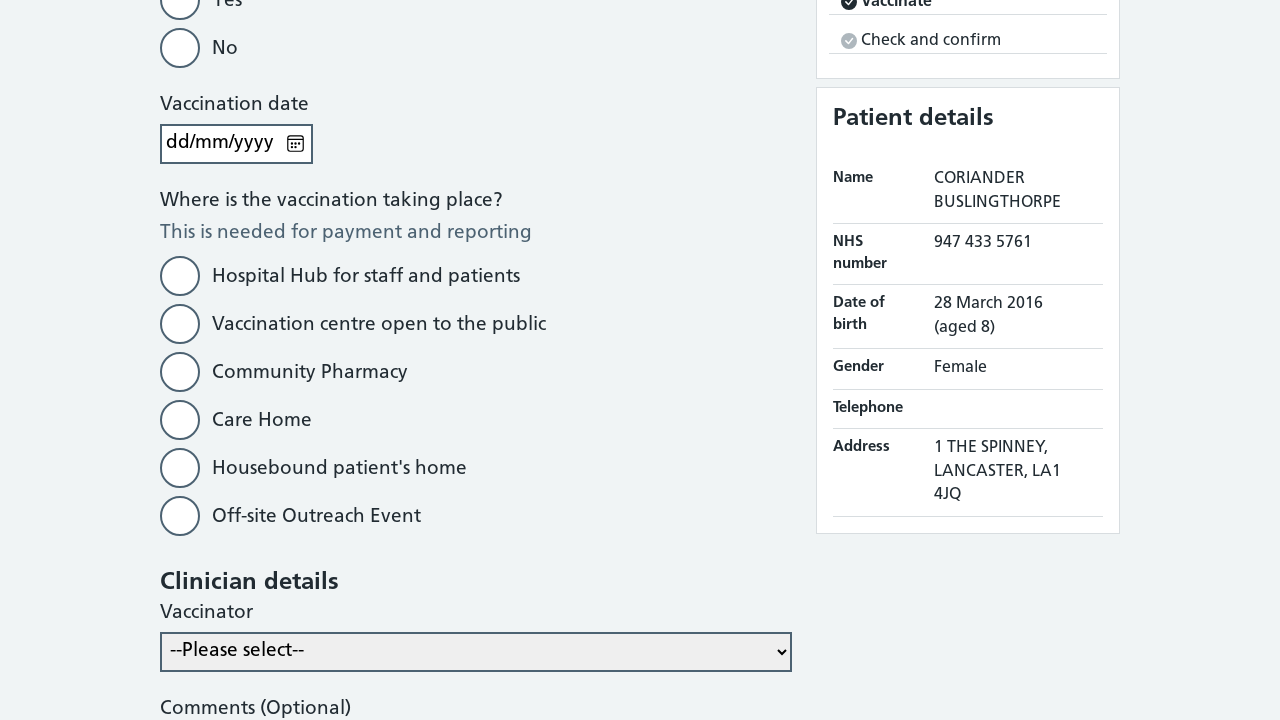 Yes
No
Vaccination date
dd/mm/yyyy
Where is the vaccination taking place?
This is needed for payment and reporting
Hospital Hub for staff and patients
Vaccination centre open to the public
Community Pharmacy
Care Home
Housebound patient's home
Off-site Outreach Event
Clinician details
Vaccinator
--Please select--
Comments (Optional)
Vaccinate
Check and confirm
Patient details
Name CORIANDER
BUSLINGTHORPE
NHS 947 433 5761
number
Date of 28 March 2016
birth (aged 8)
Gender Female
Telephone
Address 1 THE SPINNEY,
LANCASTER, LA1
4JQ